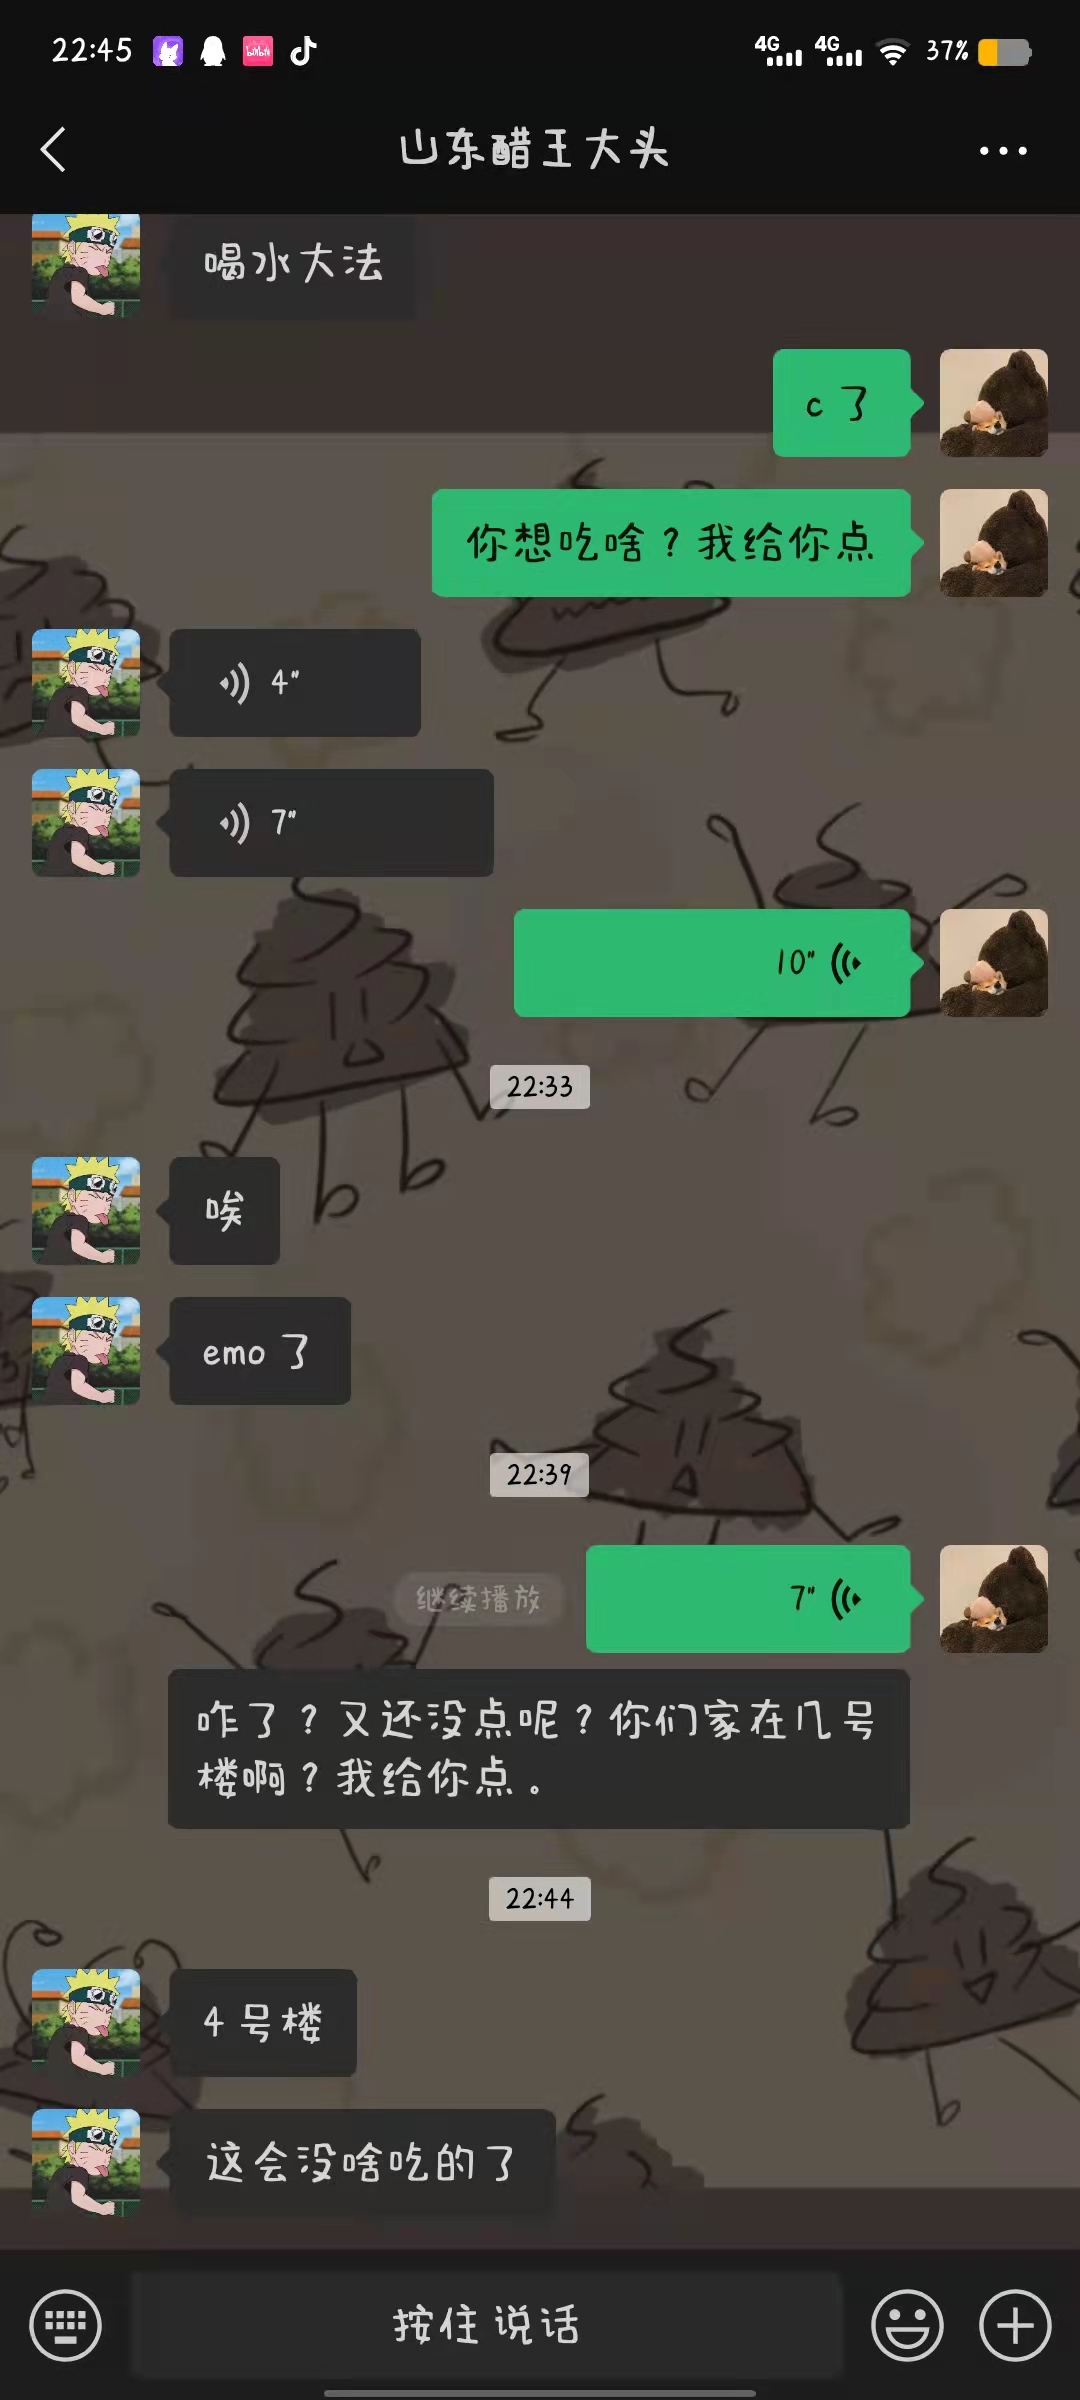 22:45
bilibili
4G
4G
37%
山东醋王大头
喝水大法
c了
你想吃啥？我给你点
4"
7"
10"
22:33
唉
emo了
22:39
继续播放
7"
咋了？又还没点呢？你们家在几号
楼啊？我给你点。
22:44
4号楼
这会没啥吃的了
按住说话